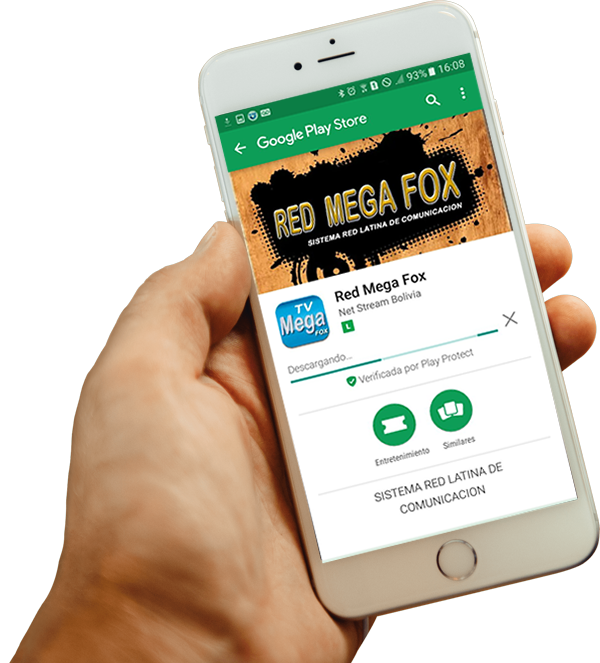 93% 16:08
Google Play Store
RED MEGA FOX
SISTEMA RED LATINA DE COMUNICACION
Red Mega Fox
Net Stream Bolivia
L
TV
Mega
FOX
Descargando...
Verificada por Play Protect
Entretenimiento
Similares
SISTEMA RED LATINA DE
COMUNICACION